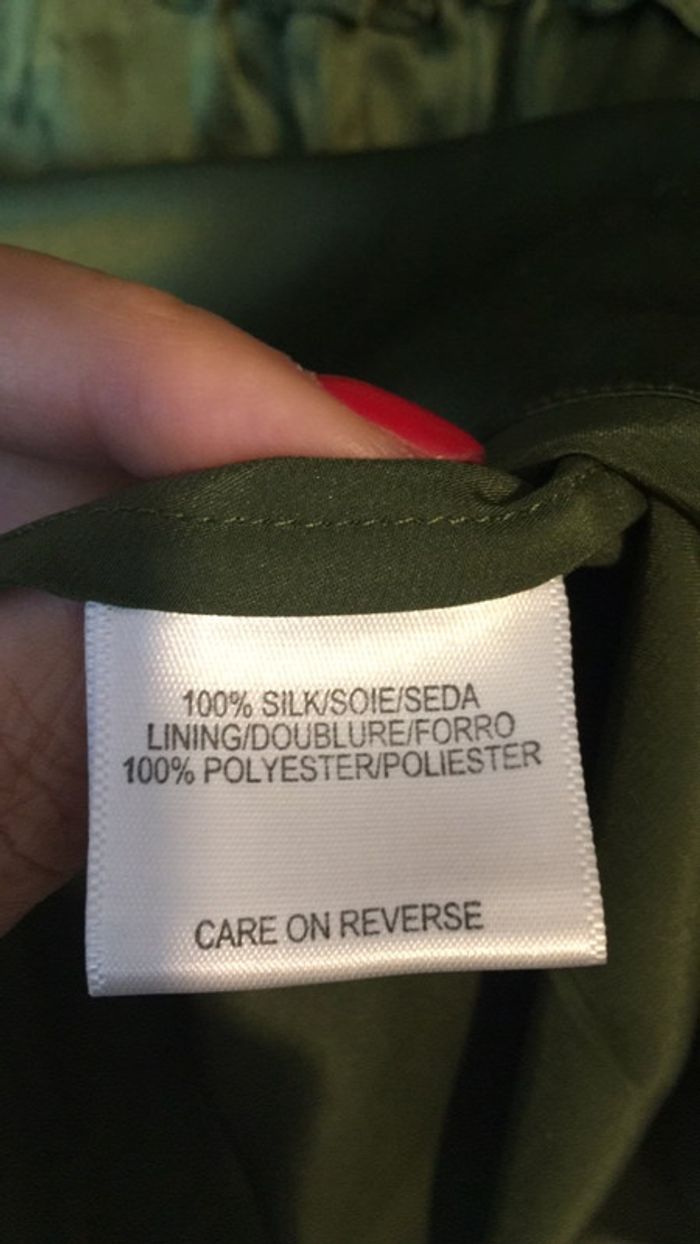 100% SILK/SOIE/SEDA
LINING/DOUBLURE/FORRO
100% POLYESTER/POLIESTER
CARE ON REVERSE